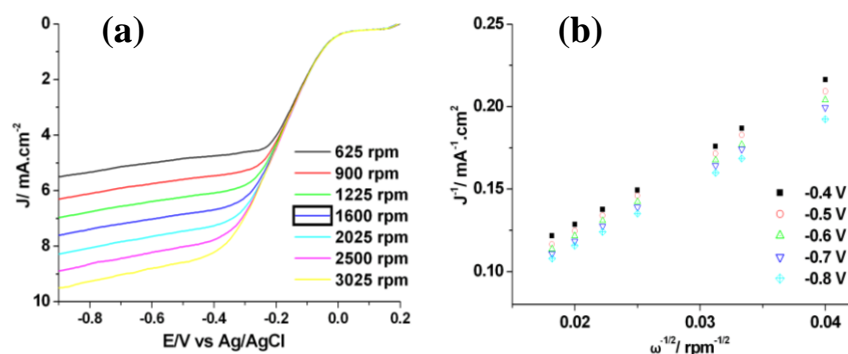 (a)
J/ mA.cm-2
0
2
4
6
8
10
625 rpm
900 rpm
1225 rpm
1600 rpm
2025 rpm
2500 rpm
3025 rpm
-0.8 -0.6 -0.4 -0.2 0.0 0.2
E/V vs Ag/AgCl
(b)
J-1/ mA-1.cm2
0.25
0.20
0.15
0.10
-0.4 V
-0.5 V
-0.6 V
-0.7 V
-0.8 V
0.02 0.03 0.04
ω-1/2/ rpm-1/2